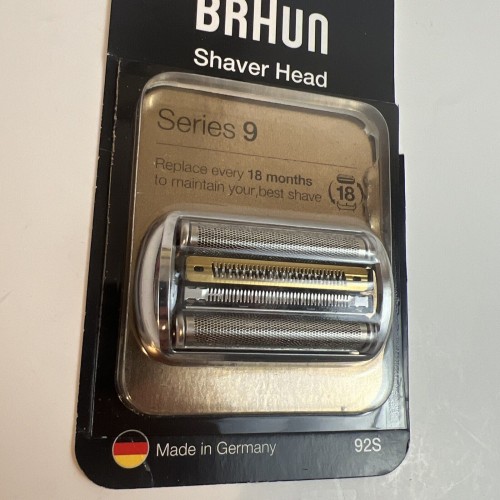 BRAUN
Shaver Head
Series 9
Replace every 18 months
to maintain your best shave
18
Made in Germany
92S